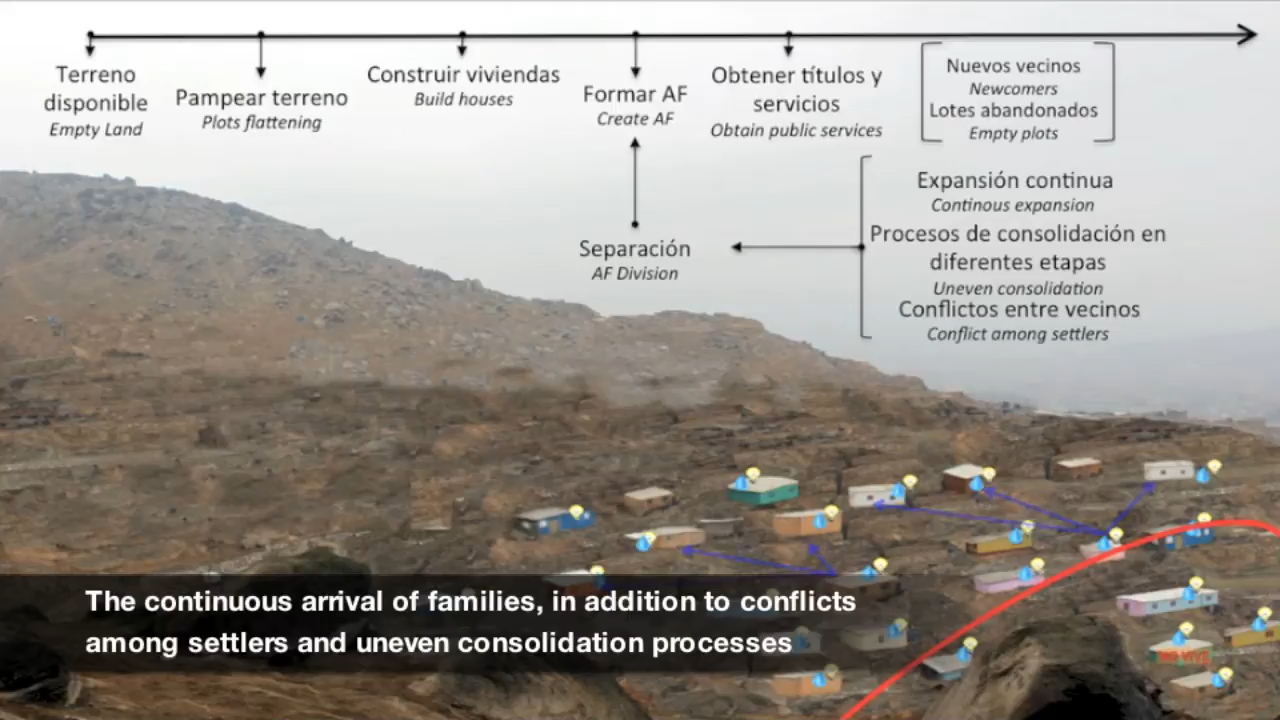 Terreno
disponible
Empty Land
Pampear terreno
Plots flattening
Construir viviendas
Build houses
Formar AF
Create AF
Obtener títulos y
servicios
Obtain public services
Nuevos vecinos
Newcomers
Lotes abandonados
Empty plots
Separación
AF Division
Expansión continua
Continous expansion
Procesos de consolidación en
diferentes etapas
Uneven consolidation
Conflictos entre vecinos
Conflict among settlers
The continuous arrival of families, in addition to conflicts
among settlers and uneven consolidation processes